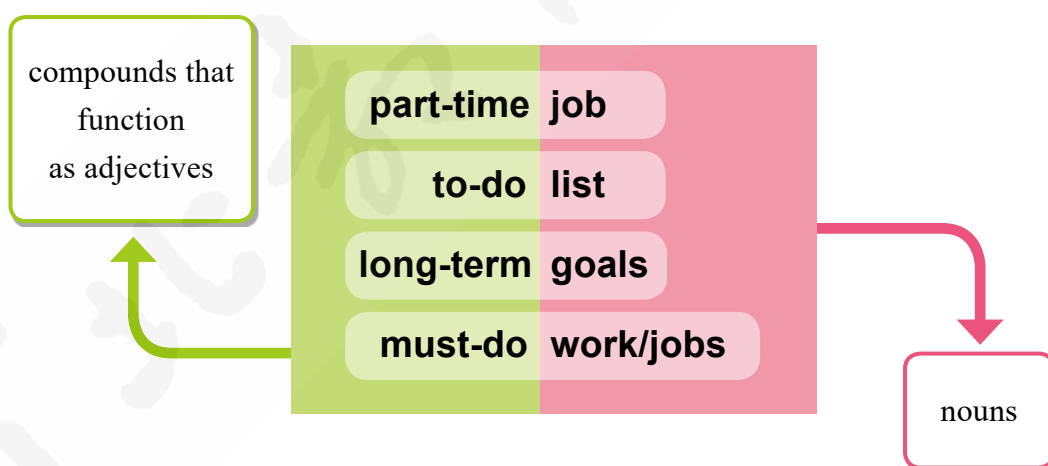 compounds that
function
as adjectives
part-time job
to-do list
long-term goals
must-do work/jobs
nouns